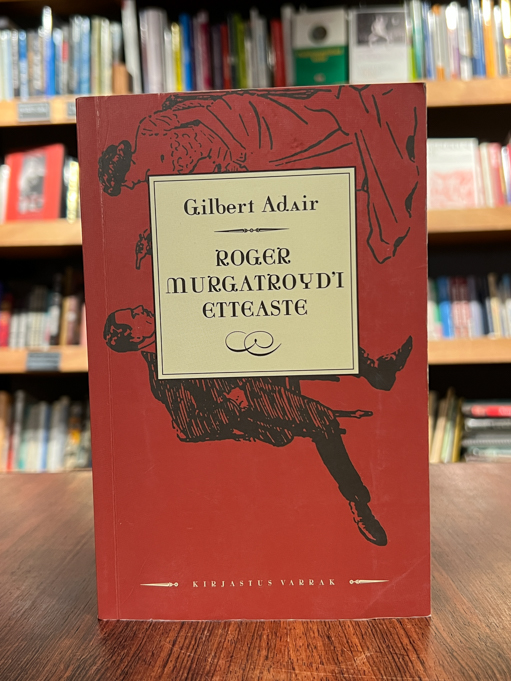 Gilbert Adair
ROGER
MURGATROYD'I
ETTEASTE
KIRJASTUS VARRAK